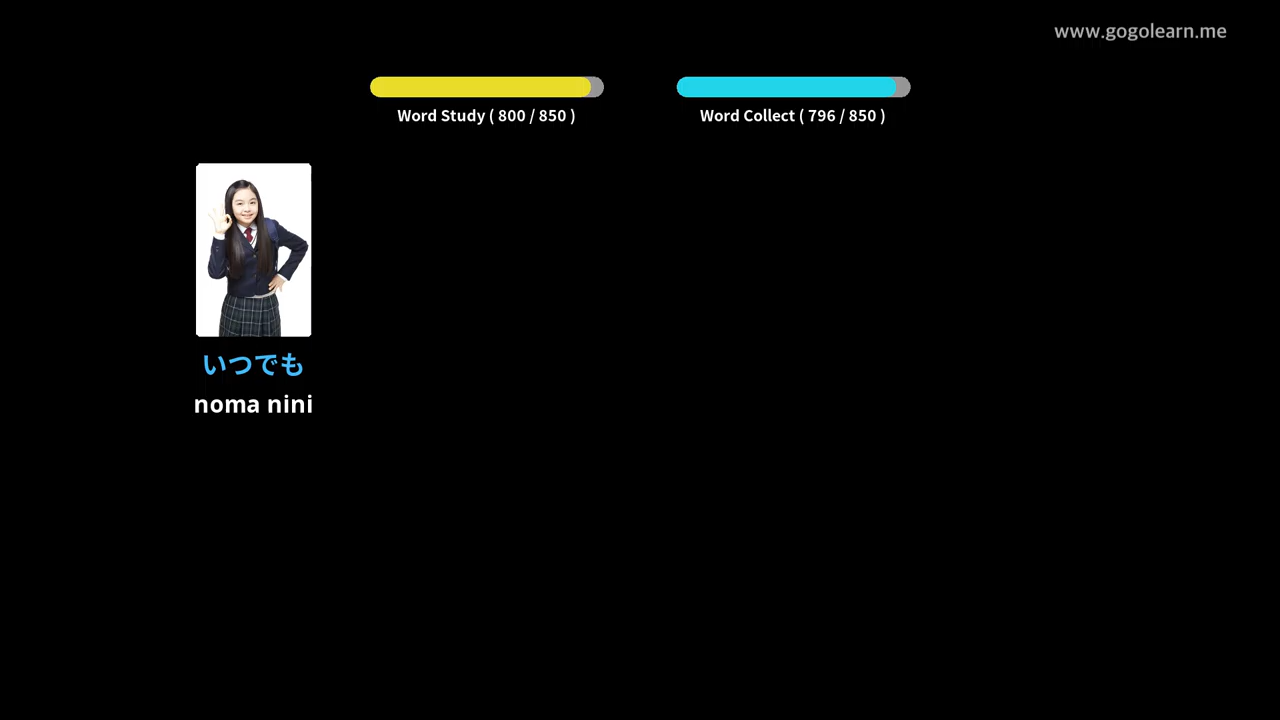 www.gogolearn.me
Word Study ( 800 / 850 )
Word Collect ( 796 / 850 )
いつでも
noma nini